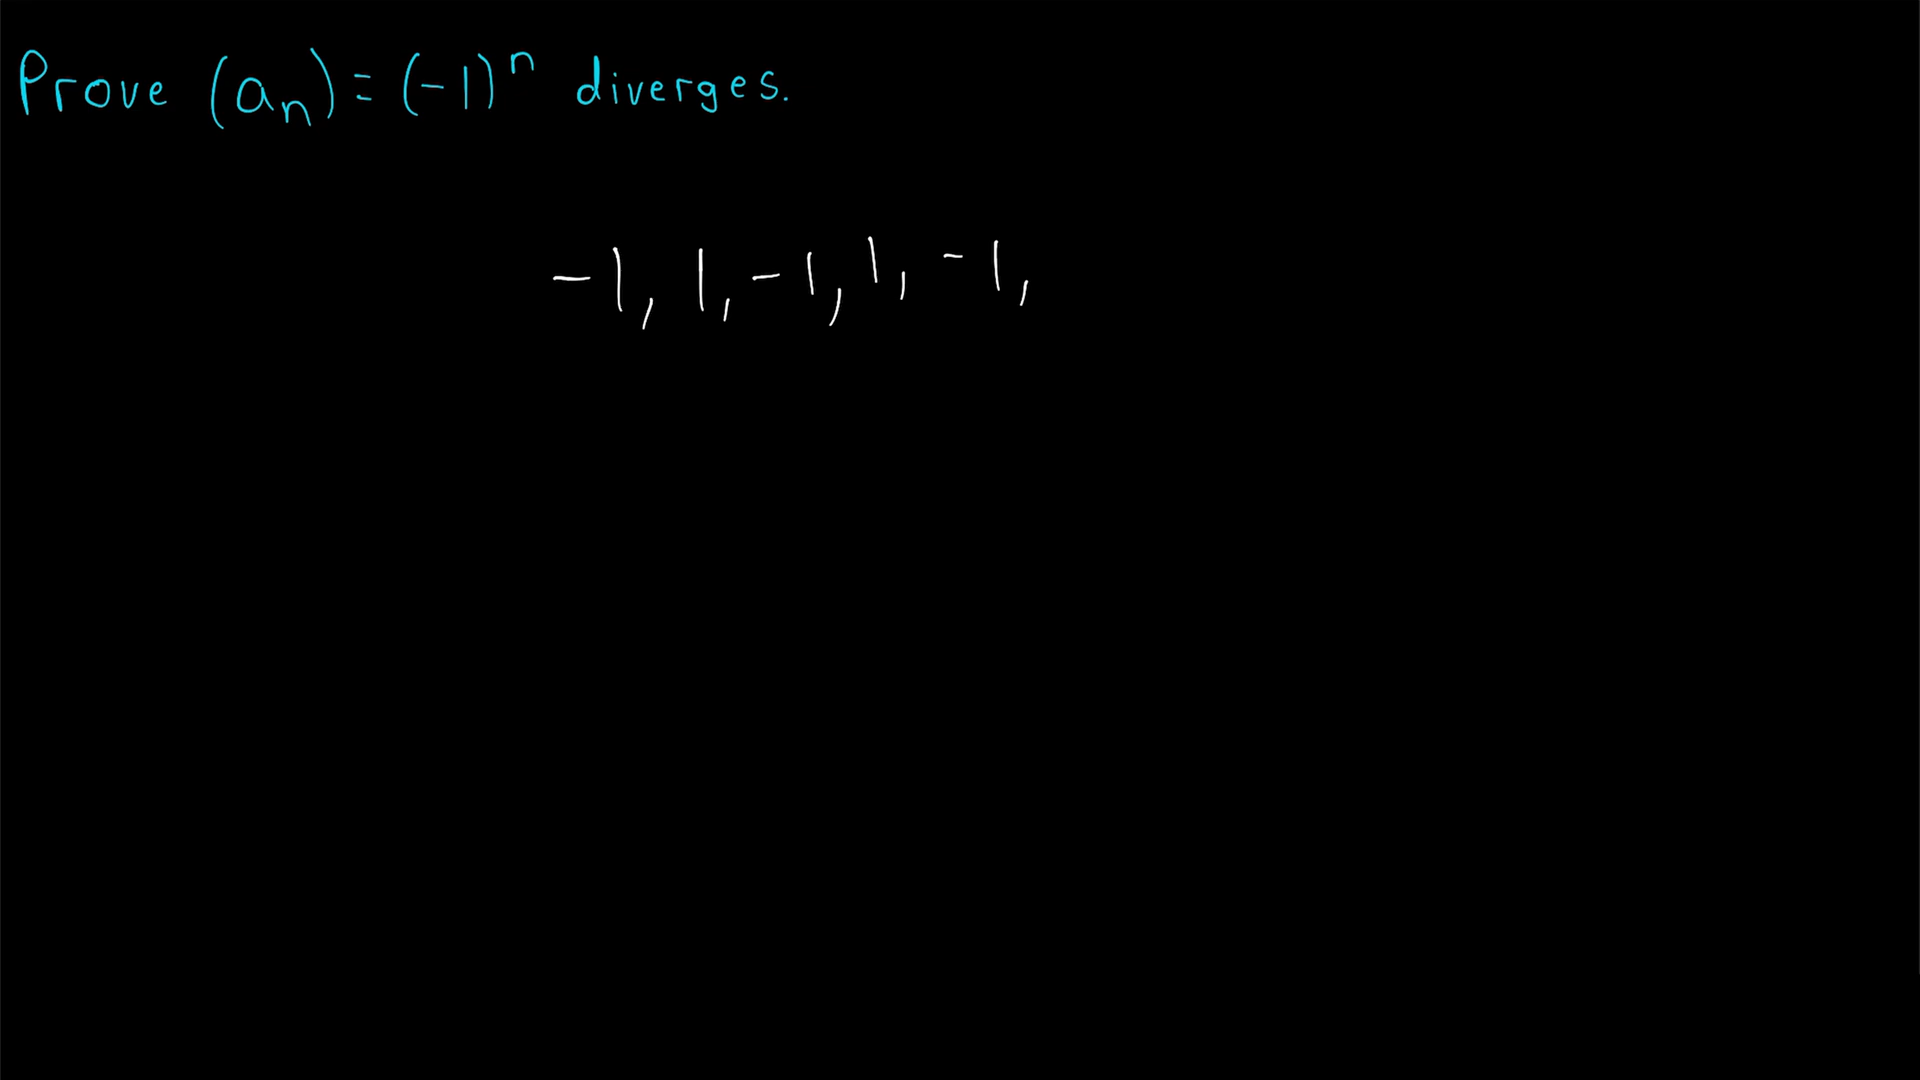 Prove (aₙ) = (-1)ⁿ diverges.
-1, 1, -1, 1, -1,